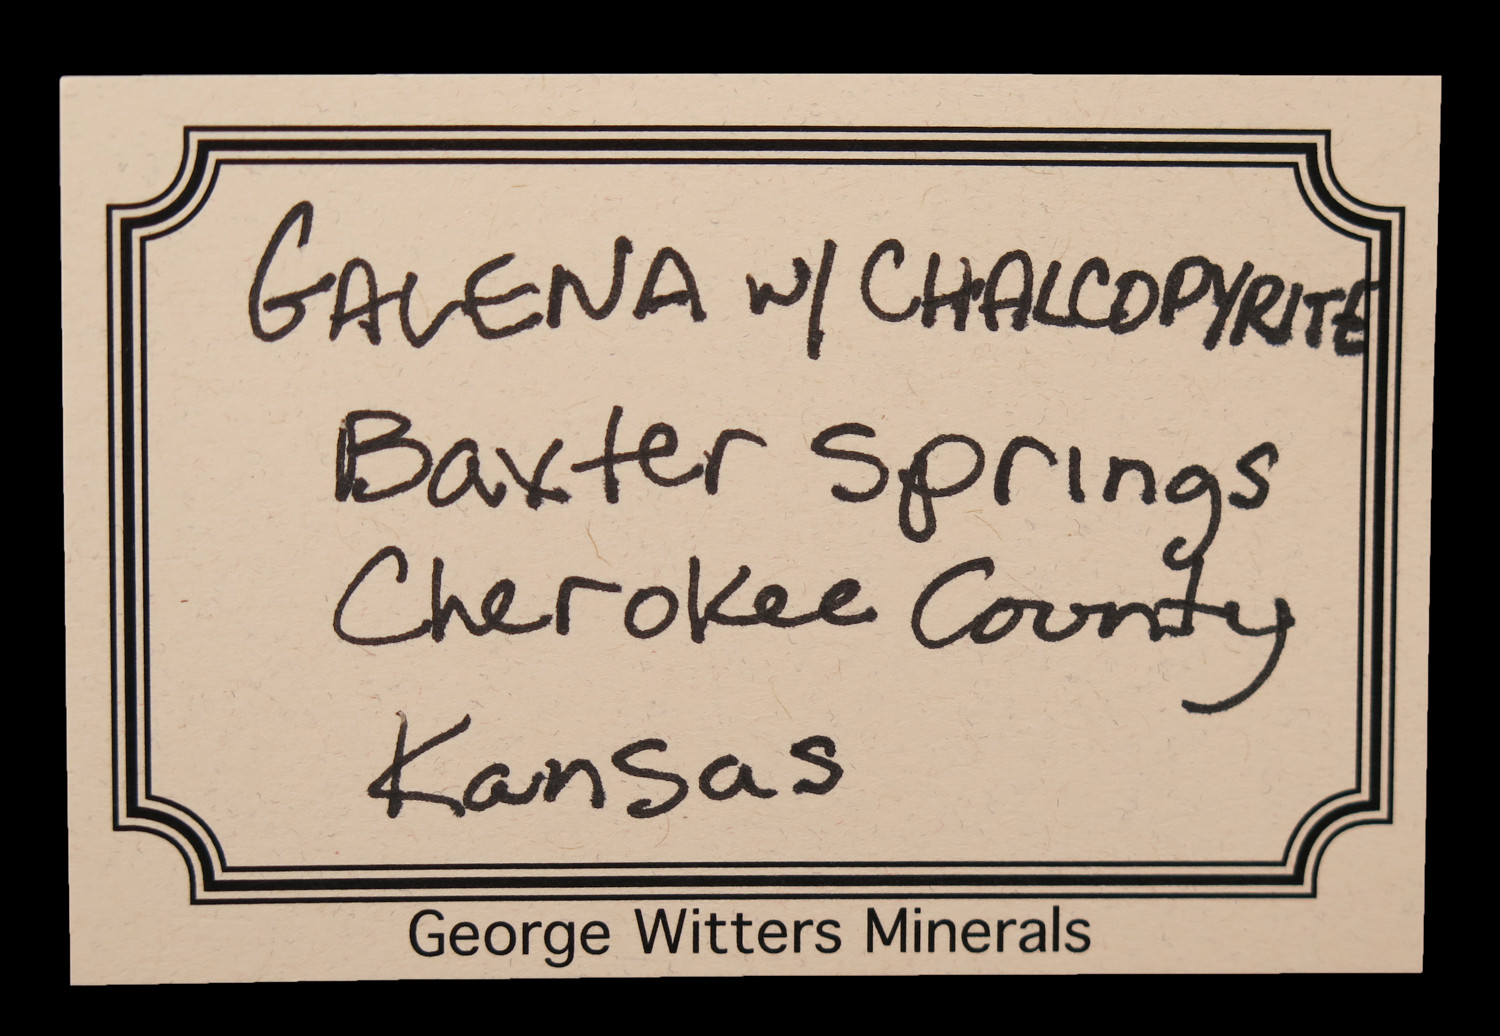 GALENA w/ CHALCOPYRITE
Baxter Springs
Cherokee County
Kansas
George Witters Minerals